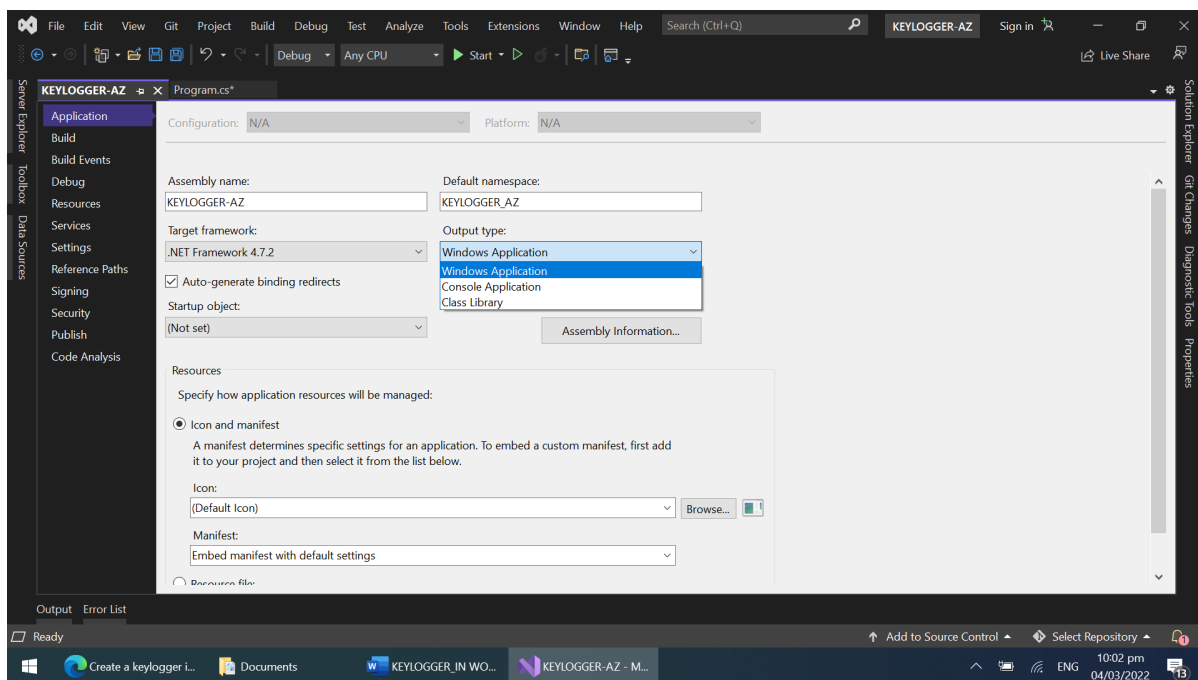 File Edit View Git Project Build Debug Test Analyze Tools Extensions Window Help Search (Ctrl+Q) KEYLOGGER-AZ Sign in
Debug Any CPU Start Live Share
KEYLOGGER-AZ Program.cs*
Server Explorer
Toolbox
Data Sources
Application
Build
Build Events
Debug
Resources
Services
Settings
Reference Paths
Signing
Security
Publish
Code Analysis
Configuration: N/A Platform: N/A
Assembly name: Default namespace:
KEYLOGGER-AZ KEYLOGGER_AZ
Target framework: Output type:
.NET Framework 4.7.2 Windows Application
Windows Application
Console Application
Class Library
Auto-generate binding redirects
Startup object:
(Not set) Assembly Information...
Resources
Specify how application resources will be managed:
Icon and manifest
A manifest determines specific settings for an application. To embed a custom manifest, first add
it to your project and then select it from the list below.
Icon:
(Default Icon) Browse...
Manifest:
Embed manifest with default settings
Resource file:
Solution Explorer
Git Changes
Diagnostic Tools
Properties
Output Error List
Ready Add to Source Control Select Repository 1
Create a keylogger i... Documents KEYLOGGER_IN WO... KEYLOGGER-AZ - M... ENG 10:02 pm
04/03/2022 13